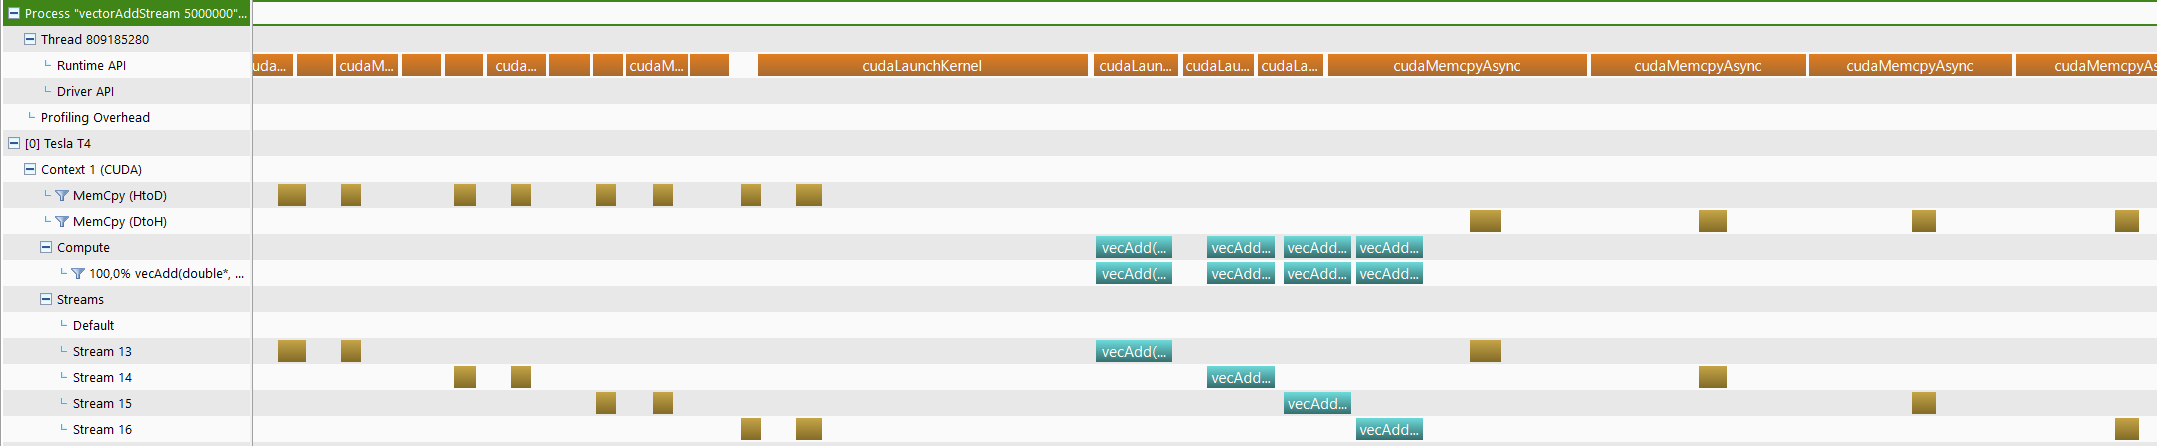 Process "vectorAddStream 5000000"...
Thread 809185280
Runtime API uda... cudaM... cuda... cudaM... cudaLaunchKernel cudaLaun... cudaLau... cudaLa... cudaMemcpyAsync cudaMemcpyAsync cudaMemcpyAsync cudaMemcpyAs
Driver API
Profiling Overhead
[0] Tesla T4
Context 1 (CUDA)
MemCpy (HtoD)
MemCpy (DtoH)
Compute vecAdd(... vecAdd... vecAdd... vecAdd...
100,0% vecAdd(double*, ... vecAdd(... vecAdd... vecAdd... vecAdd...
Streams
Default
Stream 13 vecAdd(...
Stream 14 vecAdd...
Stream 15 vecAdd...
Stream 16 vecAdd...